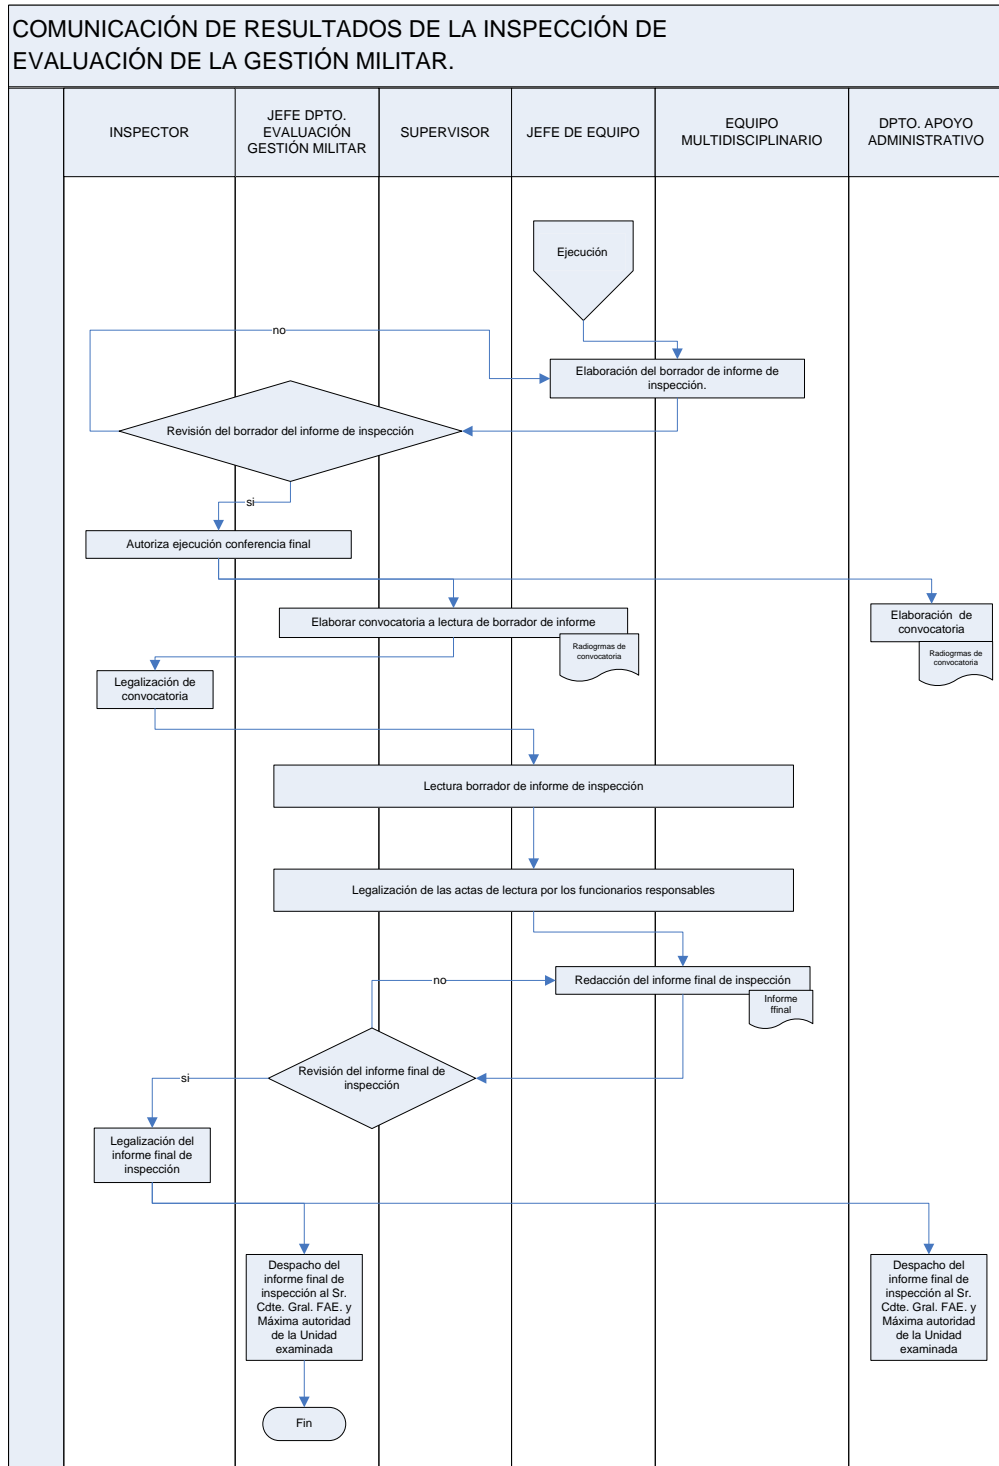 COMUNICACIÓN DE RESULTADOS DE LA INSPECCIÓN DE
EVALUACIÓN DE LA GESTIÓN MILITAR.
INSPECTOR
JEFE DPTO.
EVALUACIÓN
GESTIÓN MILITAR
SUPERVISOR
JEFE DE EQUIPO
EQUIPO
MULTIDISCIPLINARIO
DPTO. APOYO
ADMINISTRATIVO
Ejecución
no
Elaboración del borrador de informe de
inspección.
Revisión del borrador del informe de inspección
si
Autoriza ejecución conferencia final
Elaborar convocatoria a lectura de borrador de informe
Radiogrmas de
convocatoria
Elaboración de
convocatoria
Radiogrmas de
convocatoria
Legalización de
convocatoria
Lectura borrador de informe de inspección
Legalización de las actas de lectura por los funcionarios responsables
no
Redacción del informe final de inspección
Informe
ffinal
Revisión del informe final de
inspección
si
Legalización del
informe final de
inspección
Despacho del
informe final de
inspección al Sr.
Cdte. Gral. FAE. y
Máxima autoridad
de la Unidad
examinada
Despacho del
informe final de
inspección al Sr.
Cdte. Gral. FAE. y
Máxima autoridad
de la Unidad
examinada
Fin